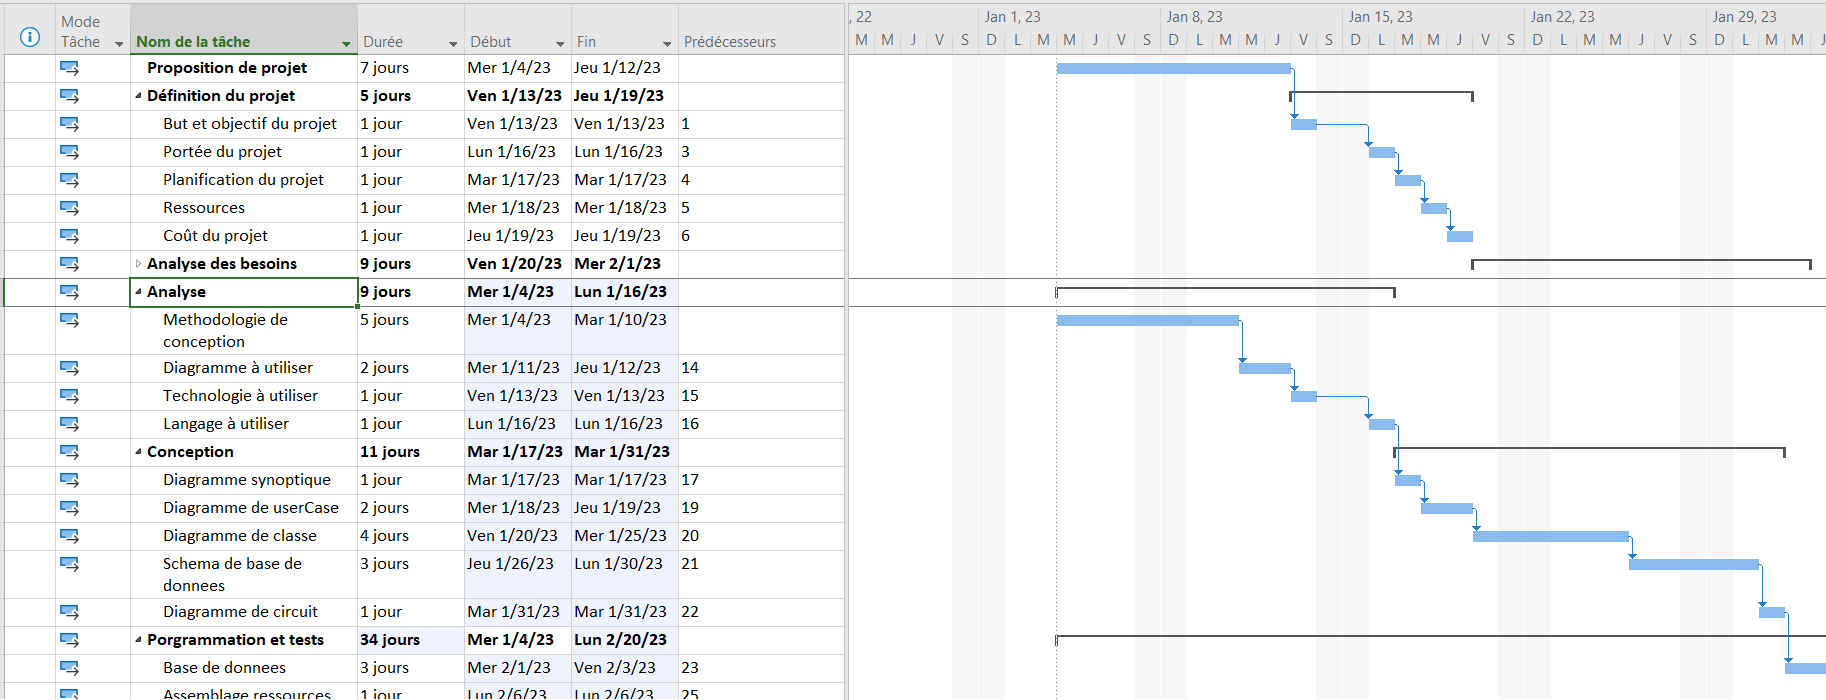 Mode Tâche Nom de la tâche Durée Début Fin Prédécesseurs
, 22 Jan 1, 23 Jan 8, 23 Jan 15, 23 Jan 22, 23 Jan 29, 23
M M J V S D L M M J V S D L M M J V S D L M M J V S D L M M J V S D L M M J
Proposition de projet 7 jours Mer 1/4/23 Jeu 1/12/23
Définition du projet 5 jours Ven 1/13/23 Jeu 1/19/23
But et objectif du projet 1 jour Ven 1/13/23 Ven 1/13/23 1
Portée du projet 1 jour Lun 1/16/23 Lun 1/16/23 3
Planification du projet 1 jour Mar 1/17/23 Mar 1/17/23 4
Ressources 1 jour Mer 1/18/23 Mer 1/18/23 5
Coût du projet 1 jour Jeu 1/19/23 Jeu 1/19/23 6
Analyse des besoins 9 jours Ven 1/20/23 Mer 2/1/23
Analyse 9 jours Mer 1/4/23 Lun 1/16/23
Methodologie de 5 jours Mer 1/4/23 Mar 1/10/23
conception
Diagramme à utiliser 2 jours Mer 1/11/23 Jeu 1/12/23 14
Technologie à utiliser 1 jour Ven 1/13/23 Ven 1/13/23 15
Langage à utiliser 1 jour Lun 1/16/23 Lun 1/16/23 16
Conception 11 jours Mar 1/17/23 Mar 1/31/23
Diagramme synoptique 1 jour Mar 1/17/23 Mar 1/17/23 17
Diagramme de userCase 2 jours Mer 1/18/23 Jeu 1/19/23 19
Diagramme de classe 4 jours Ven 1/20/23 Mer 1/25/23 20
Schema de base de 3 jours Jeu 1/26/23 Lun 1/30/23 21
donnees
Diagramme de circuit 1 jour Mar 1/31/23 Mar 1/31/23 22
Porgrammation et tests 34 jours Mer 1/4/23 Lun 2/20/23
Base de donnees 3 jours Mer 2/1/23 Ven 2/3/23 23
Assemblage ressources 1 jour Lun 2/6/23 Lun 2/6/23 25